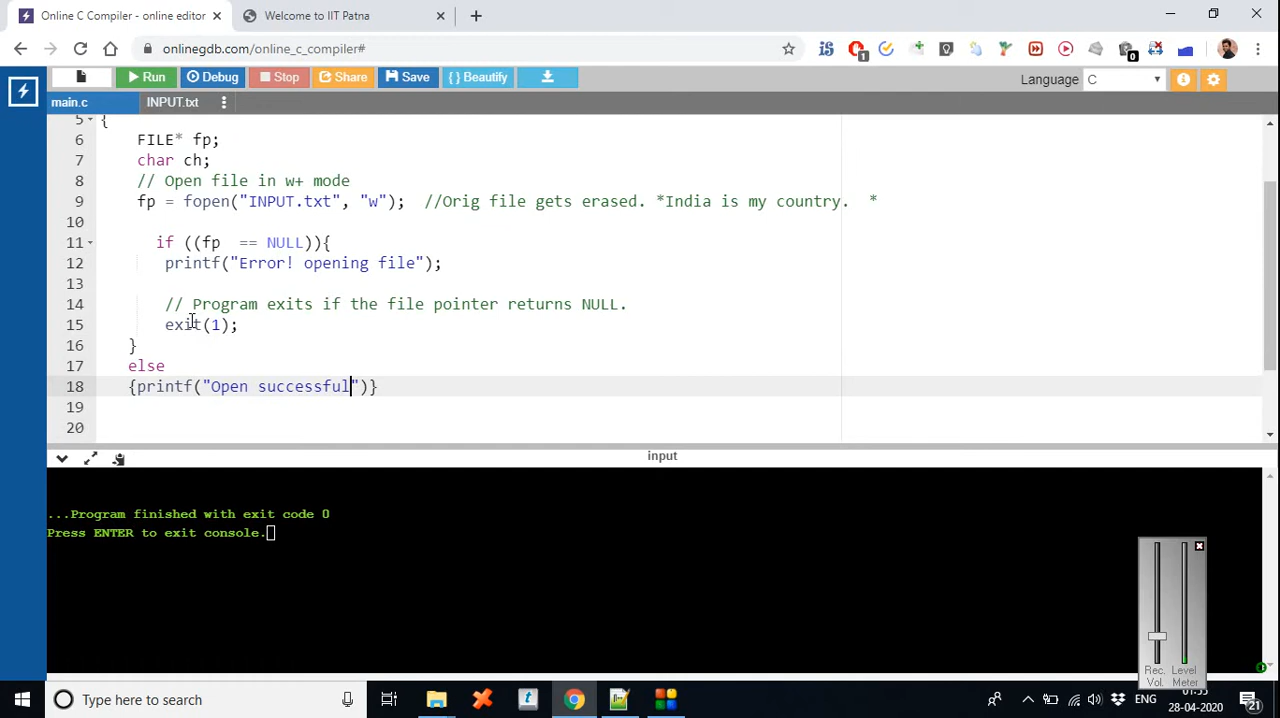 Online C Compiler - online editor
Welcome to IIT Patna
onlinegdb.com/online_c_compiler#
1
0
Run Debug Stop Share Save { } Beautify Language C
main.c INPUT.txt
5 {
6 FILE* fp;
7 char ch;
8 // Open file in w+ mode
9 fp = fopen("INPUT.txt", "w"); //Orig file gets erased. *India is my country. *
10
11 if ((fp == NULL)){
12 printf("Error! opening file");
13
14 // Program exits if the file pointer returns NULL.
15 exit(1);
16 }
17 else
18 {printf("Open successful")}
19
20
input
...Program finished with exit code 0
Press ENTER to exit console.
Rec. Vol. Level Meter
Type here to search
ENG
28-04-2020
21